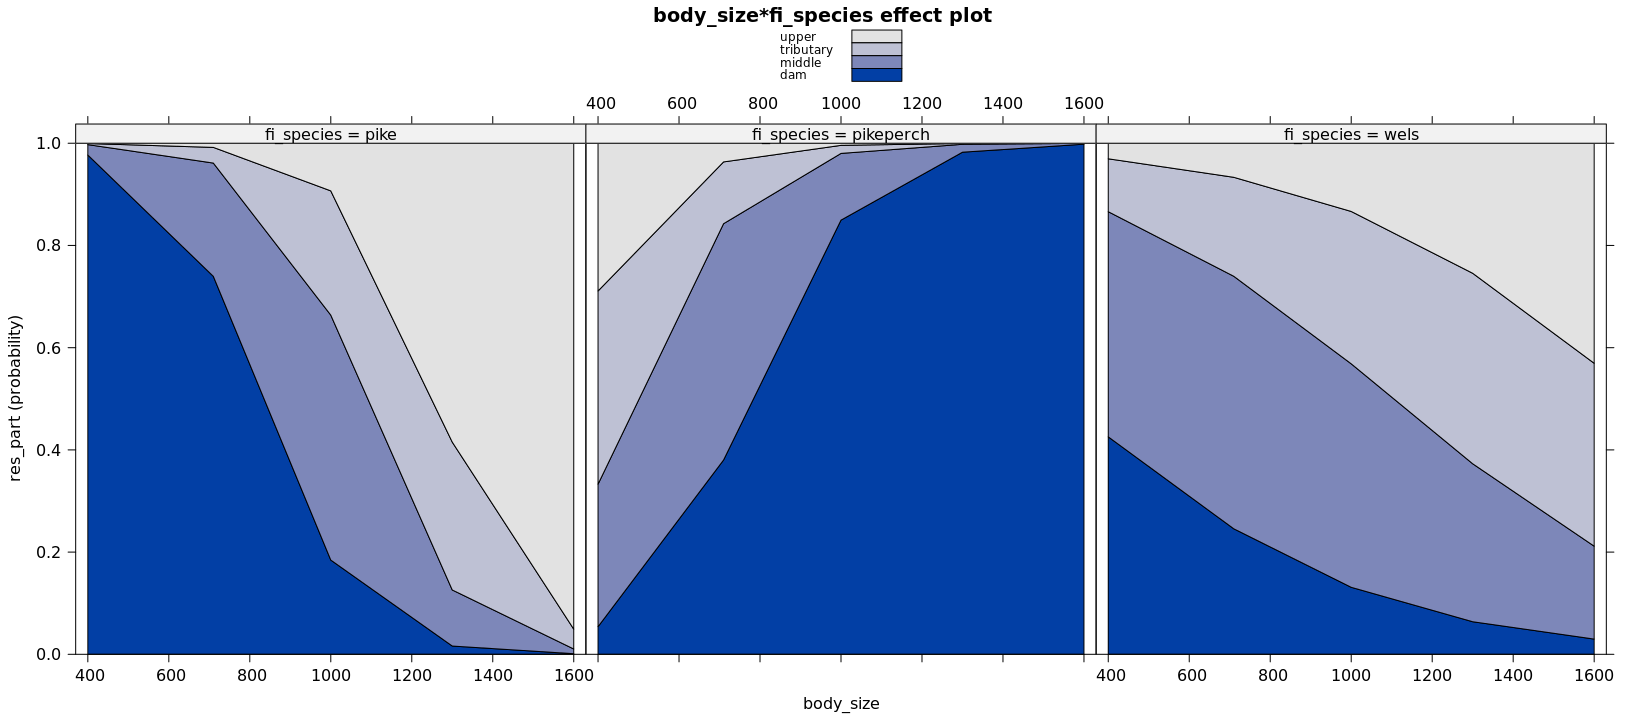 body_size*fi_species effect plot
upper
tributary
middle
dam
400 600 800 1000 1200 1400 1600
fi_species = pike fi_species = pikeperch fi_species = wels
1.0
0.8
0.6
0.4
0.2
0.0
res_part (probability)
400 600 800 1000 1200 1400 1600 400 600 800 1000 1200 1400 1600
body_size